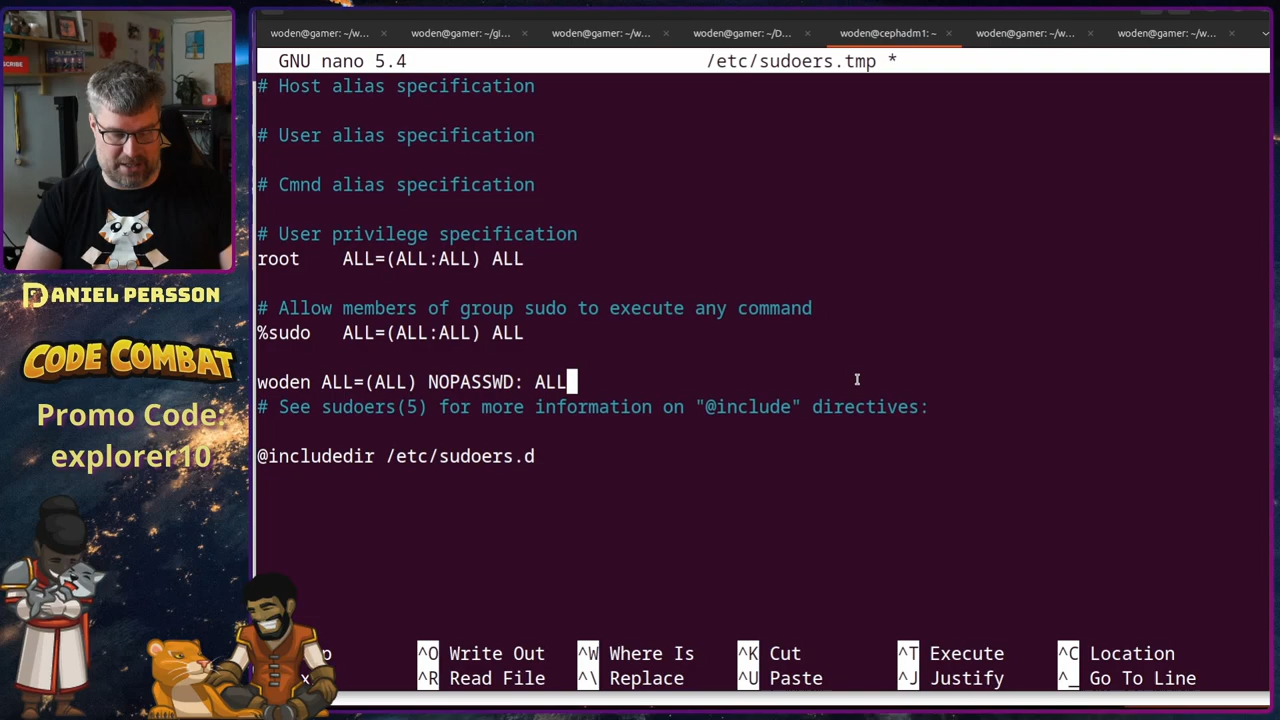 woden@gamer: ~/w...
woden@gamer: ~/gi...
woden@gamer: ~/w...
woden@gamer: ~/D...
woden@cephadm1: ~
woden@gamer: ~/w...
woden@gamer: ~/w...
GNU nano 5.4 /etc/sudoers.tmp *
# Host alias specification
# User alias specification
# Cmnd alias specification
# User privilege specification
root ALL=(ALL:ALL) ALL
# Allow members of group sudo to execute any command
%sudo ALL=(ALL:ALL) ALL
woden ALL=(ALL) NOPASSWD: ALL
# See sudoers(5) for more information on "@include" directives:
@includedir /etc/sudoers.d
^O Write Out ^W Where Is ^K Cut ^T Execute ^C Location
^R Read File ^\ Replace ^U Paste ^J Justify ^_ Go To Line
DANIEL PERSSON
CODE COMBAT
Promo Code:
explorer10